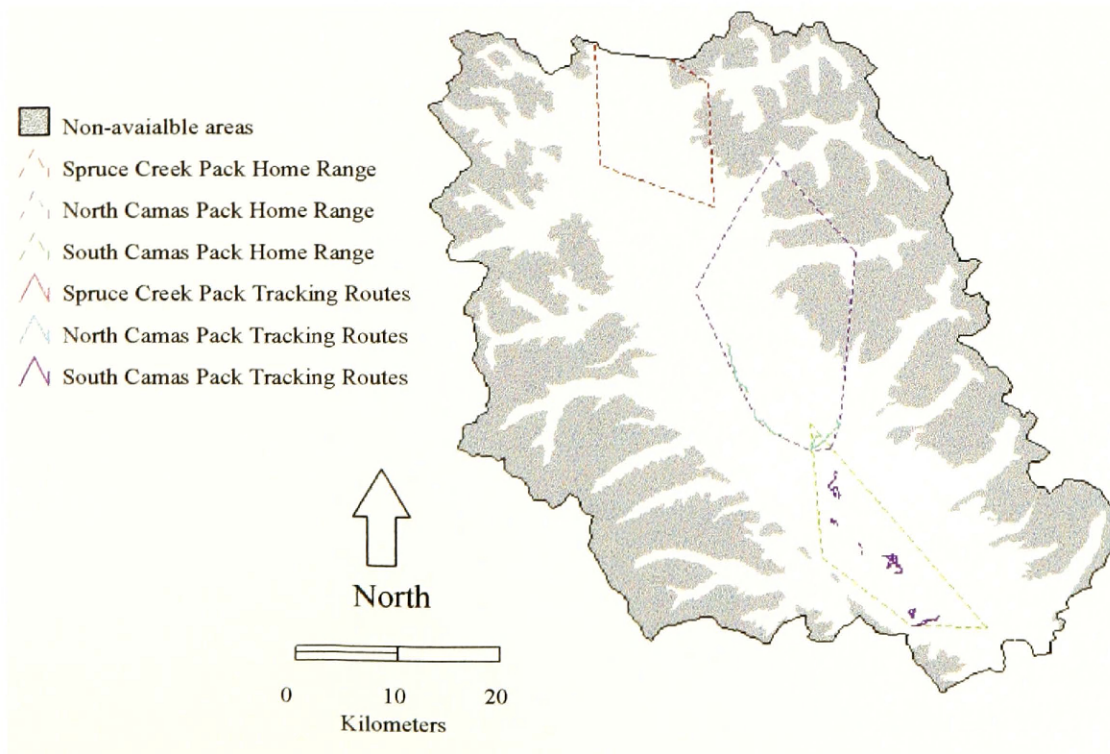 Non-avaialble areas
Spruce Creek Pack Home Range
North Camas Pack Home Range
South Camas Pack Home Range
Spruce Creek Pack Tracking Routes
North Camas Pack Tracking Routes
South Camas Pack Tracking Routes
North
0 10 20
Kilometers